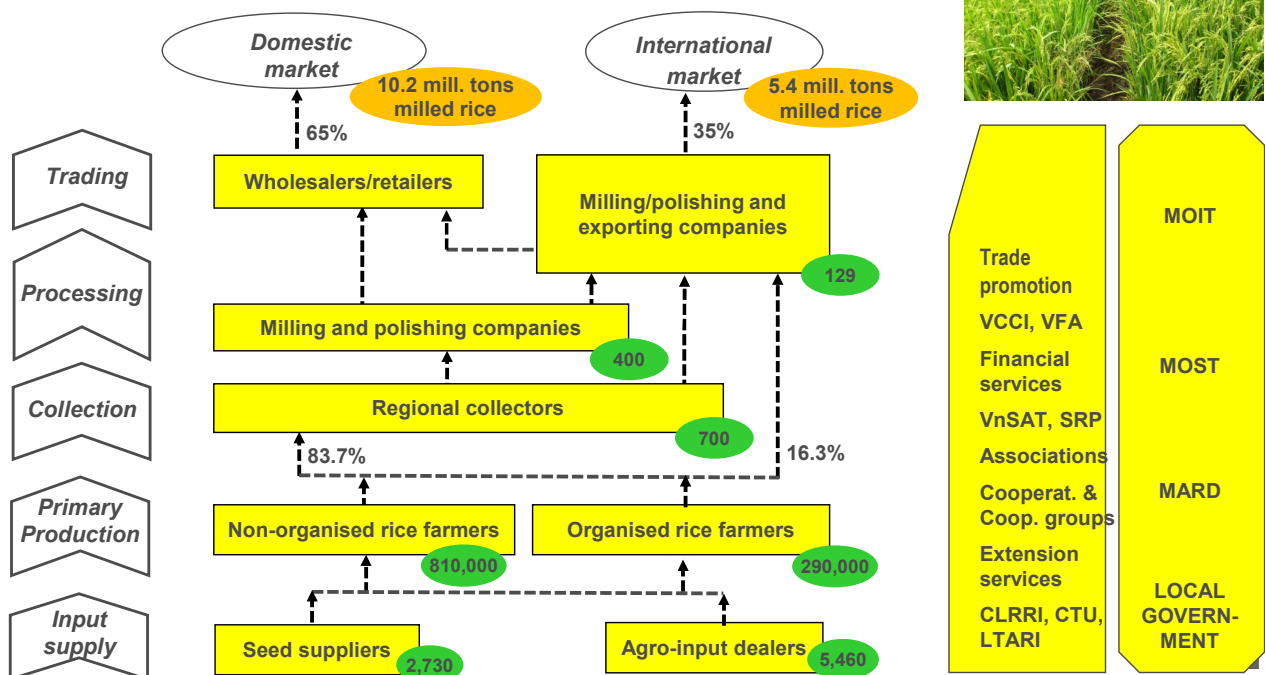 Domestic
market
10.2 mill. tons
milled rice
International
market
5.4 mill. tons
milled rice
65%
35%
Trading
Wholesalers/retailers
Milling/polishing and
exporting companies
129
Processing
Milling and polishing companies
400
Collection
Regional collectors
700
83.7%
16.3%
Primary
Production
Non-organised rice farmers
810,000
Organised rice farmers
290,000
Input
supply
Seed suppliers
2,730
Agro-input dealers
5,460
Trade
promotion
VCCI, VFA
Financial
services
VnSAT, SRP
Associations
Cooperat. &
Coop. groups
Extension
services
CLRRI, CTU,
LTARI
MOIT
MOST
MARD
LOCAL
GOVERN-
MENT